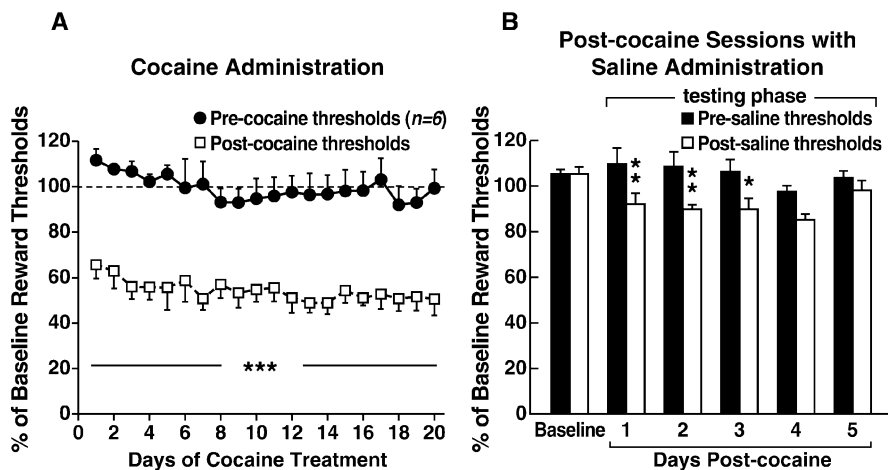 A
Cocaine Administration
Pre-cocaine thresholds (n=6)
Post-cocaine thresholds
% of Baseline Reward Thresholds
120
100
80
60
40
20
0
***
0 2 4 6 8 10 12 14 16 18 20
Days of Cocaine Treatment
B
Post-cocaine Sessions with
Saline Administration
testing phase
Pre-saline thresholds
Post-saline thresholds
% of Baseline Reward Thresholds
120
100
80
60
40
20
0
**
**
*
Baseline 1 2 3 4 5
Days Post-cocaine